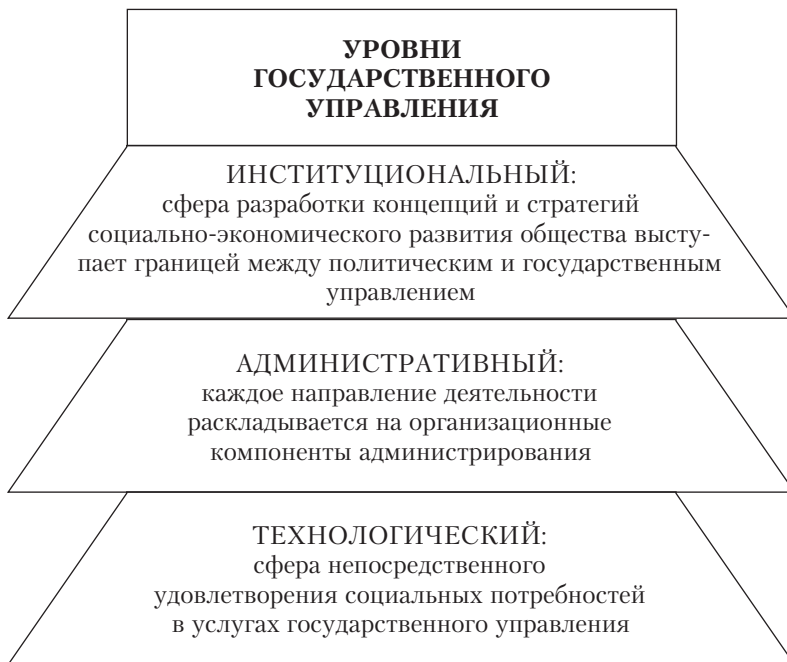 УРОВНИ
ГОСУДАРСТВЕННОГО
УПРАВЛЕНИЯ
ИНСТИТУЦИОНАЛЬНЫЙ:
сфера разработки концепций и стратегий
социально-экономического развития общества высту-
пает границей между политическим и государственным
управлением
АДМИНИСТРАТИВНЫЙ:
каждое направление деятельности
раскладывается на организационные
компоненты администрирования
ТЕХНОЛОГИЧЕСКИЙ:
сфера непосредственного
удовлетворения социальных потребностей
в услугах государственного управления